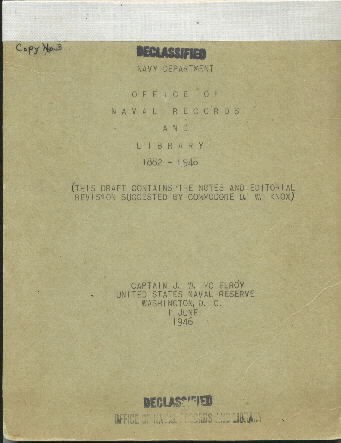 Copy No. 3
DECLASSIFIED
NAVY DEPARTMENT
OFFICE OF
NAVAL RECORDS
AND
LIBRARY
1882 - 1946
(THIS DRAFT CONTAINS THE NOTES AND EDITORIAL
REVISION SUGGESTED BY COMMODORE D. W. KNOX)
CAPTAIN J. W. MC ELROY
UNITED STATES NAVAL RESERVE
WASHINGTON, D. C.
1 JUNE
1946
DECLASSIFIED
OFFICE OF NAVAL RECORDS AND LIBRARY